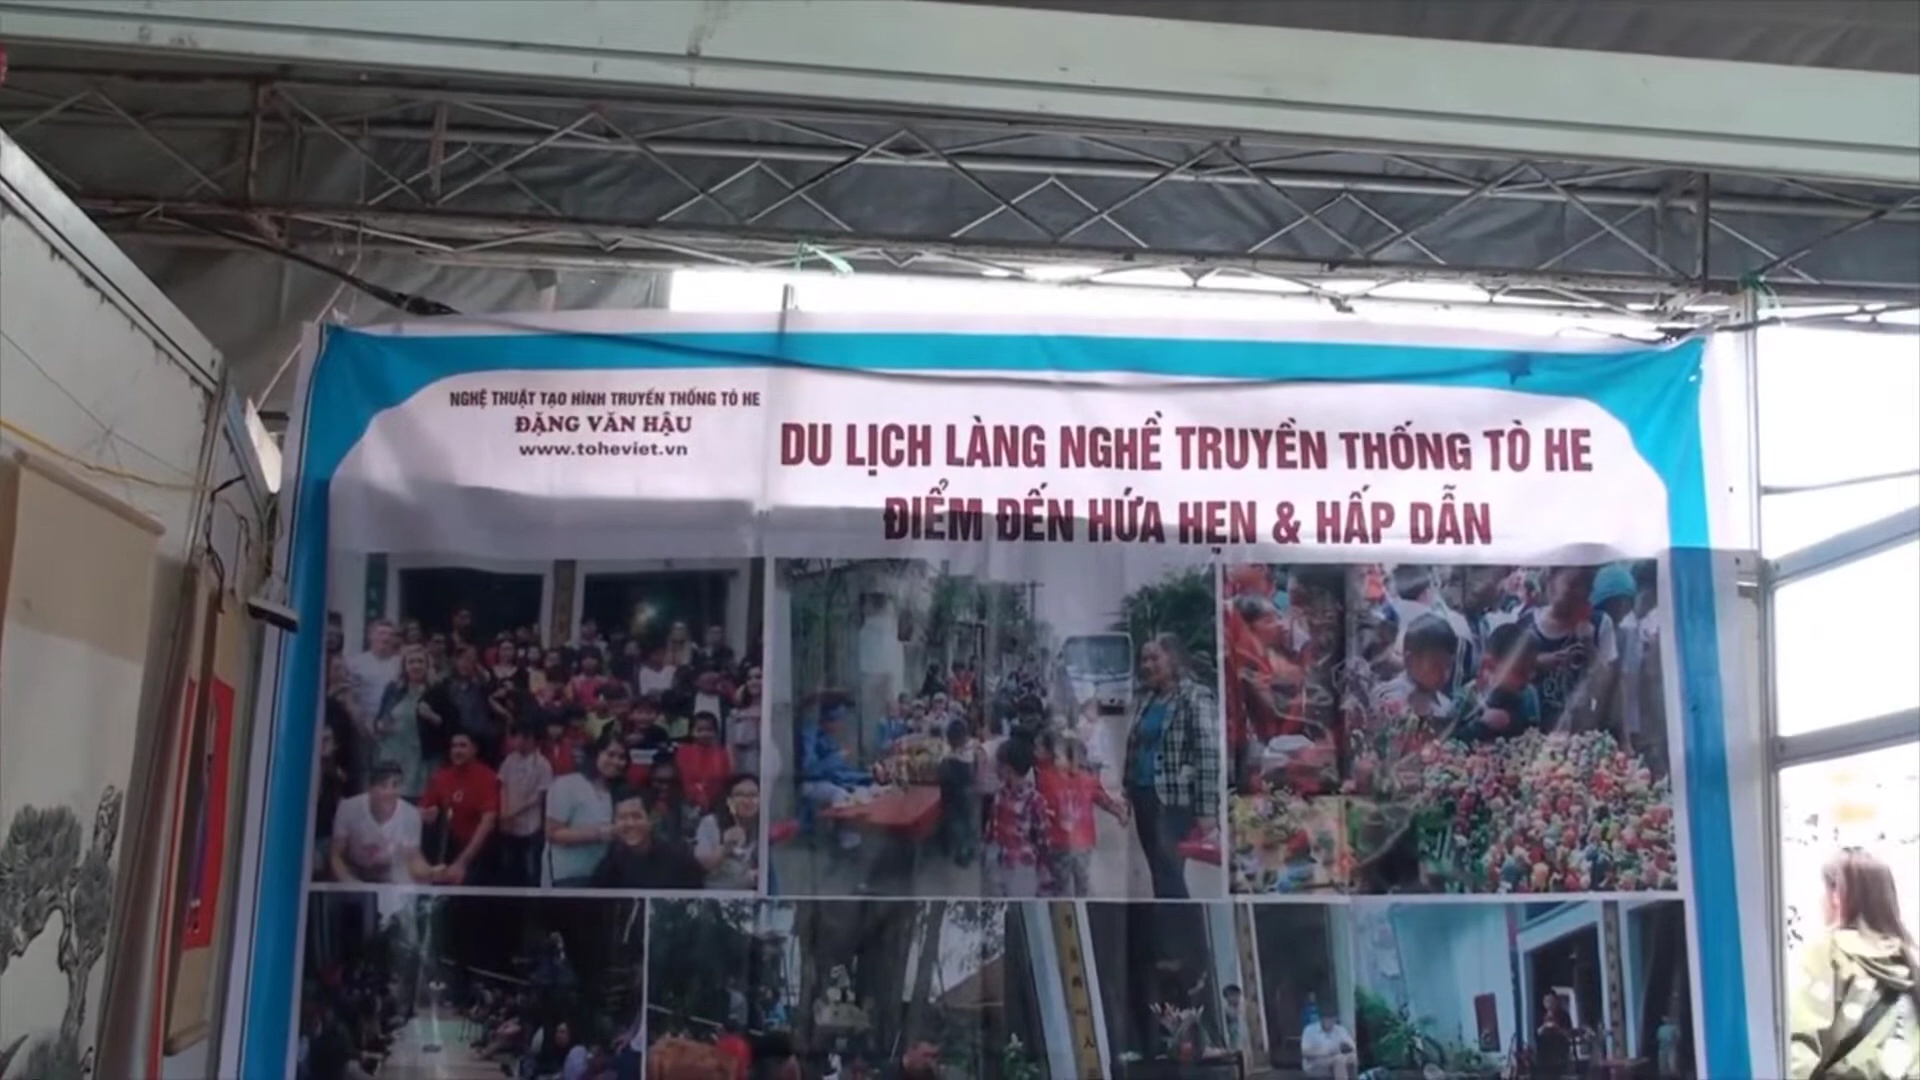 NGHỆ THUẬT TẠO HÌNH TRUYỀN THỐNG TÒ HE
ĐẶNG VĂN HẬU
www.toheviet.vn
DU LỊCH LÀNG NGHỀ TRUYỀN THỐNG TÒ HE
ĐIỂM ĐẾN HỨA HẸN & HẤP DẪN